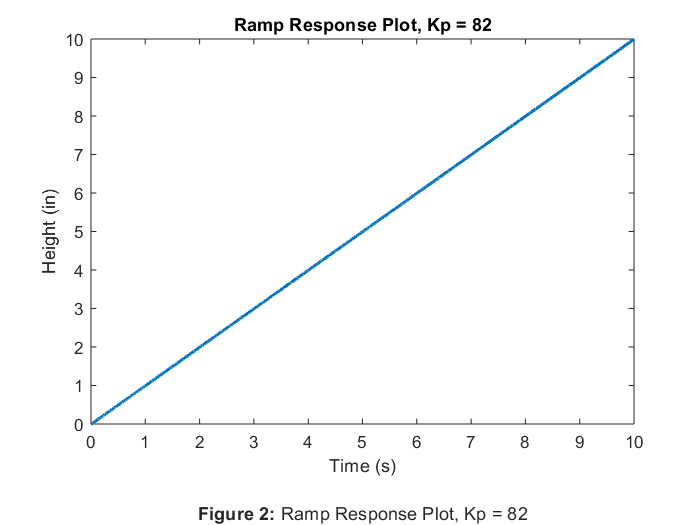 Ramp Response Plot, Kp = 82
10
9
8
7
6
5
4
3
2
1
0
Height (in)
0 1 2 3 4 5 6 7 8 9 10
Time (s)
Figure 2: Ramp Response Plot, Kp = 82